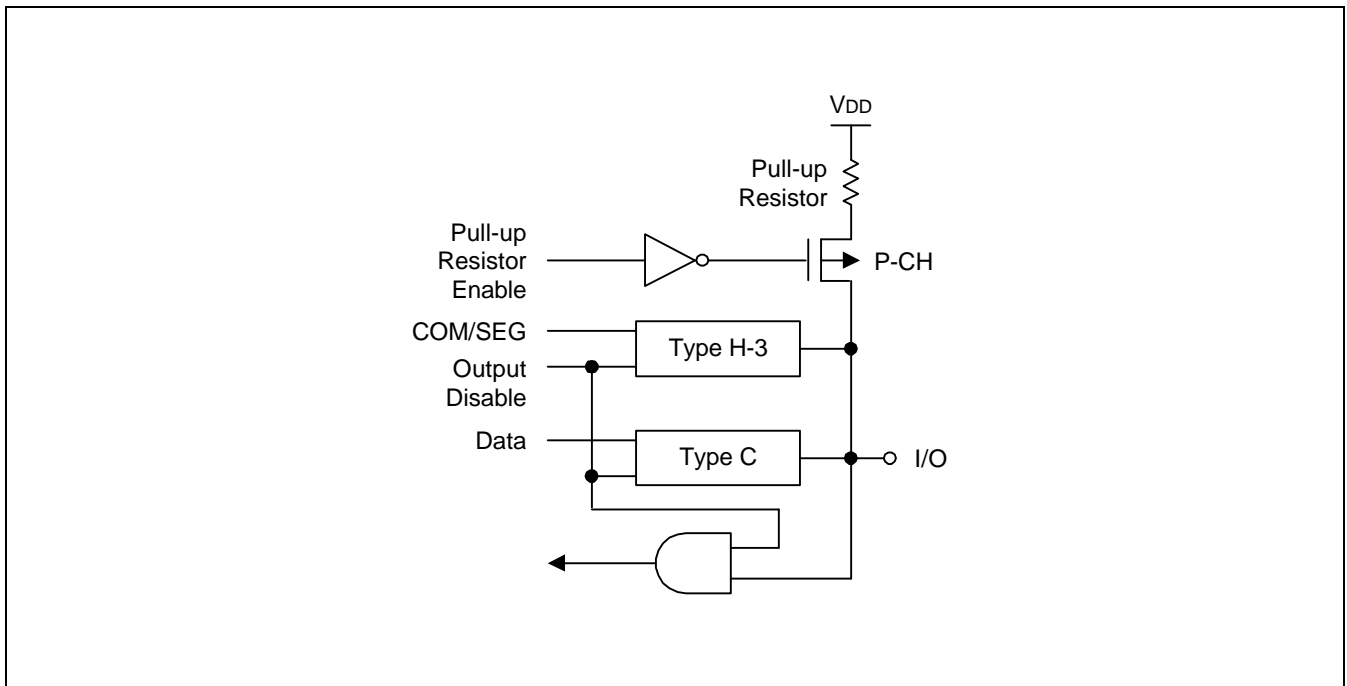 VDD
Pull-up
Resistor
Pull-up
Resistor
Enable
P-CH
COM/SEG
Type H-3
Output
Disable
Data
Type C
I/O